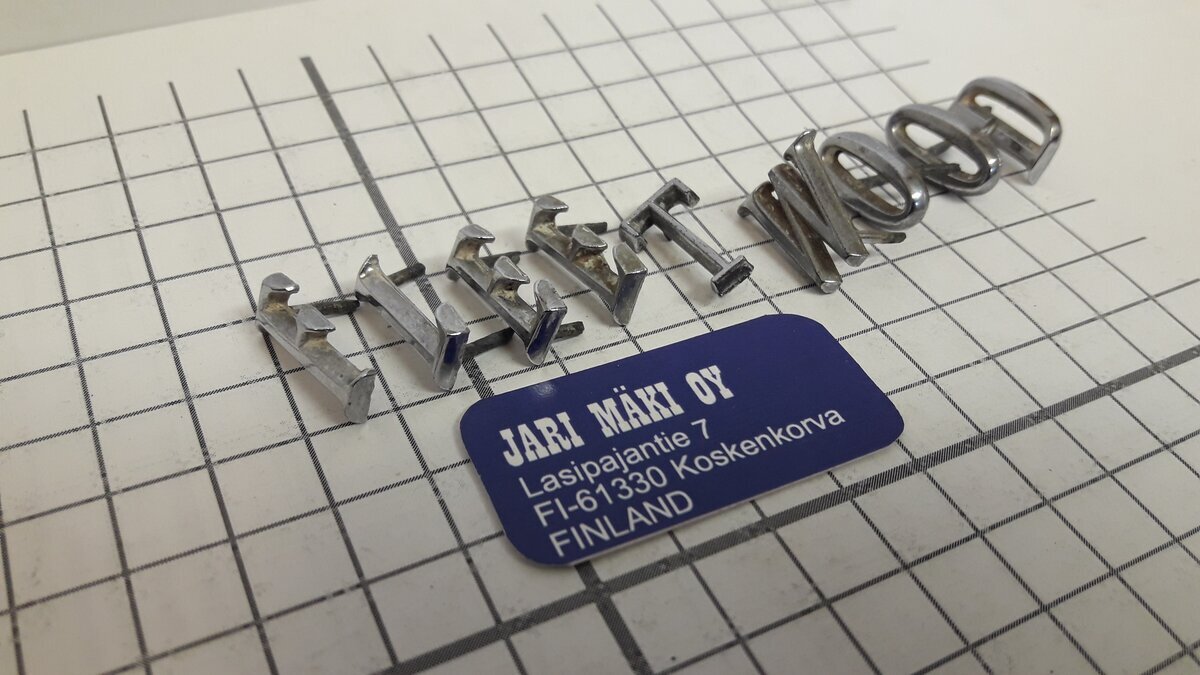 FLEETWOOD
JARI MÄKI OY
Lasipajantie 7
FI-61330 Koskenkorva
FINLAND